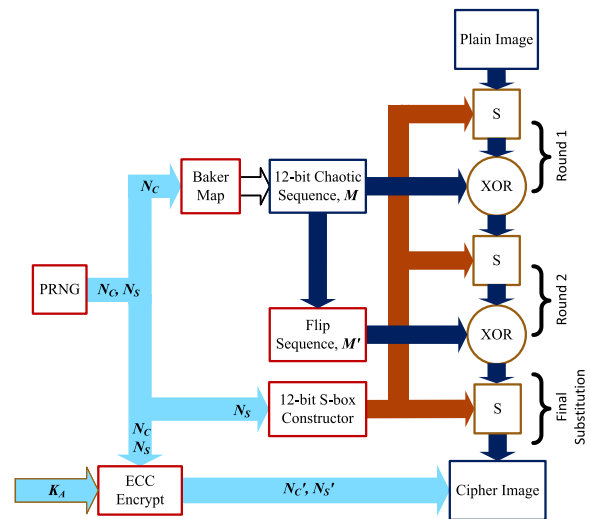 Plain Image
S
Round 1
N_C
Baker
Map
12-bit Chaotic
Sequence, M
XOR
S
PRNG
N_C, N_S
Round 2
Flip
Sequence, M'
XOR
N_S
12-bit S-box
Constructor
S
Final
Substitution
N_C
N_S
K_A
ECC
Encrypt
N_C', N_S'
Cipher Image